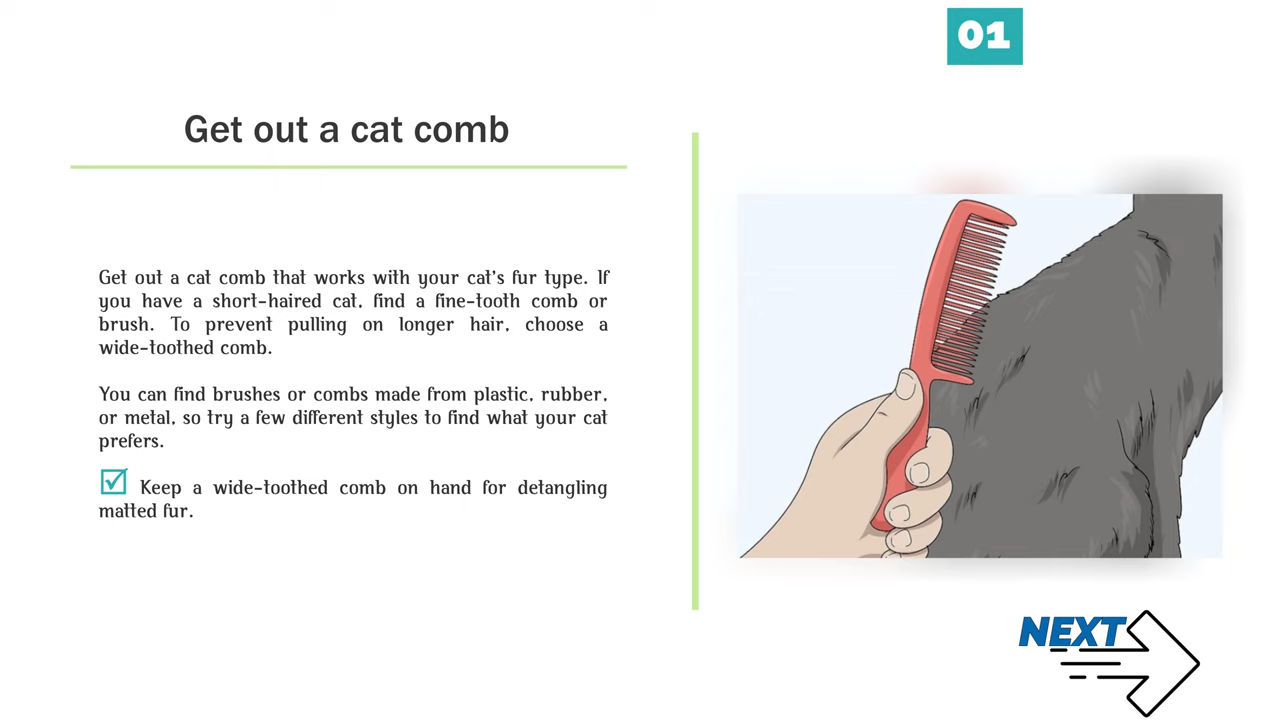 01
Get out a cat comb
Get out a cat comb that works with your cat's fur type. If
you have a short-haired cat, find a fine-tooth comb or
brush. To prevent pulling on longer hair, choose a
wide-toothed comb.
You can find brushes or combs made from plastic, rubber,
or metal, so try a few different styles to find what your cat
prefers.
Keep a wide-toothed comb on hand for detangling
matted fur.
NEXT